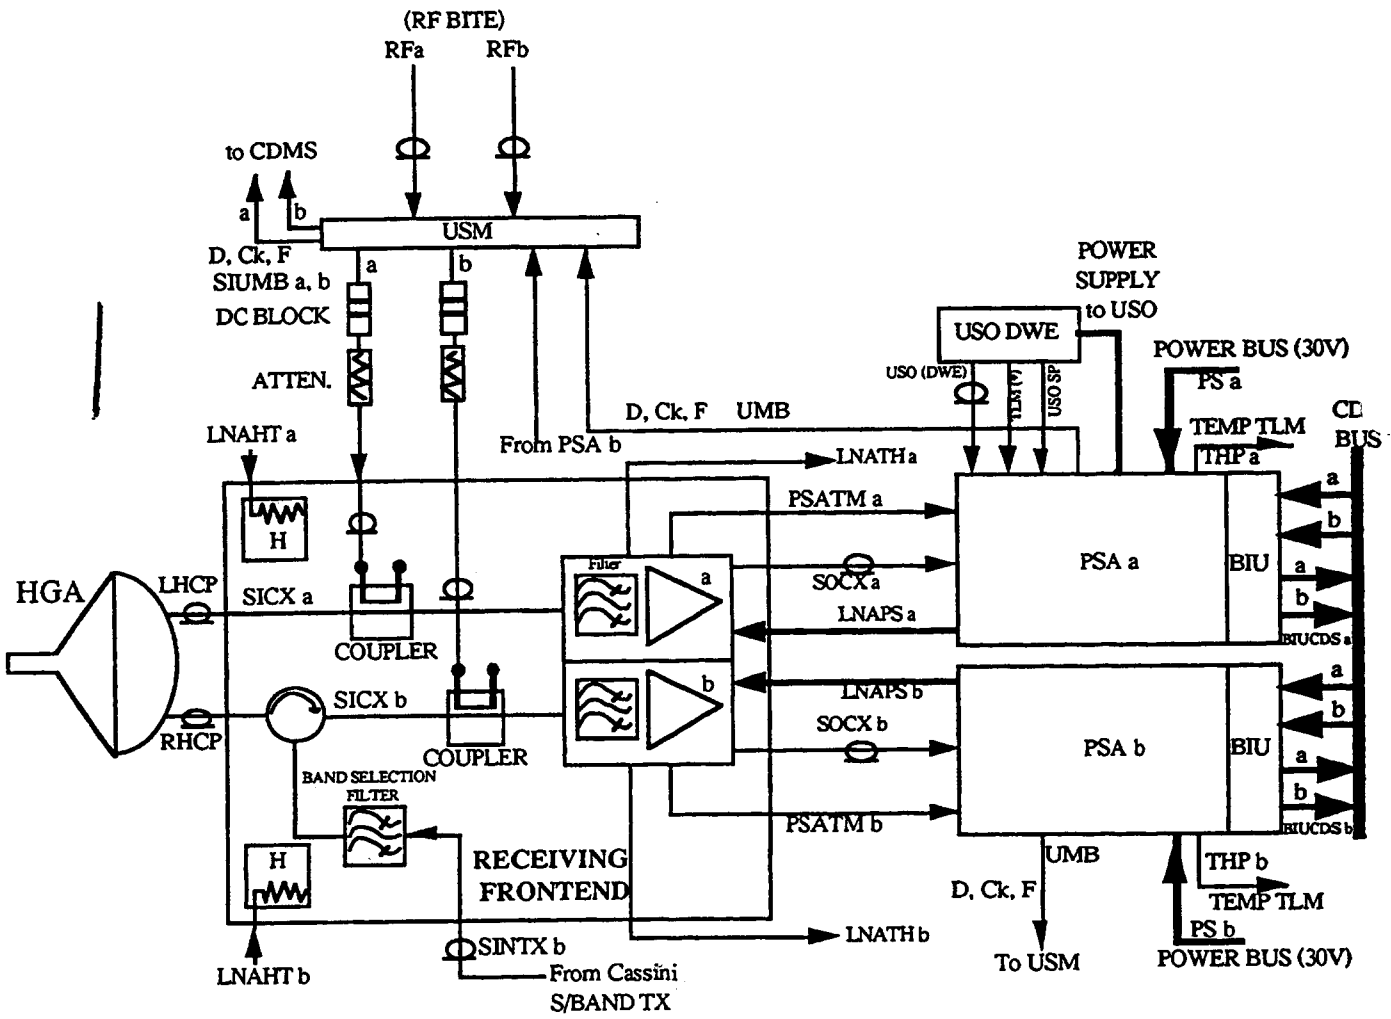 (RF BITE)
RFa
RFb
to CDMS
a
b
USM
D, Ck, F
SIUMB a, b
DC BLOCK
a
b
ATTEN.
POWER
SUPPLY
to USO
USO DWE
POWER BUS (30V)
PS a
USO (DWE)
TLM (v)
USO SP
D, Ck, F UMB
From PSA b
TEMP TLM
THP a
CD
BUS
LNAHT a
LNATH a
PSATM a
H
HGA
LHCP
SICX a
COUPLER
Filter
a
SOCX a
LNAPS a
PSA a
BIU
a
b
a
b
BIUCDS a
RHCP
SICX b
COUPLER
b
LNAPS b
SOCX b
PSA b
BIU
a
b
a
b
BIUCDS b
BAND SELECTION
FILTER
PSATM b
H
RECEIVING
FRONTEND
UMB
D, Ck, F
THP b
TEMP TLM
LNAHT b
SINTX b
LNATH b
From Cassini
S/BAND TX
To USM
PS b
POWER BUS (30V)